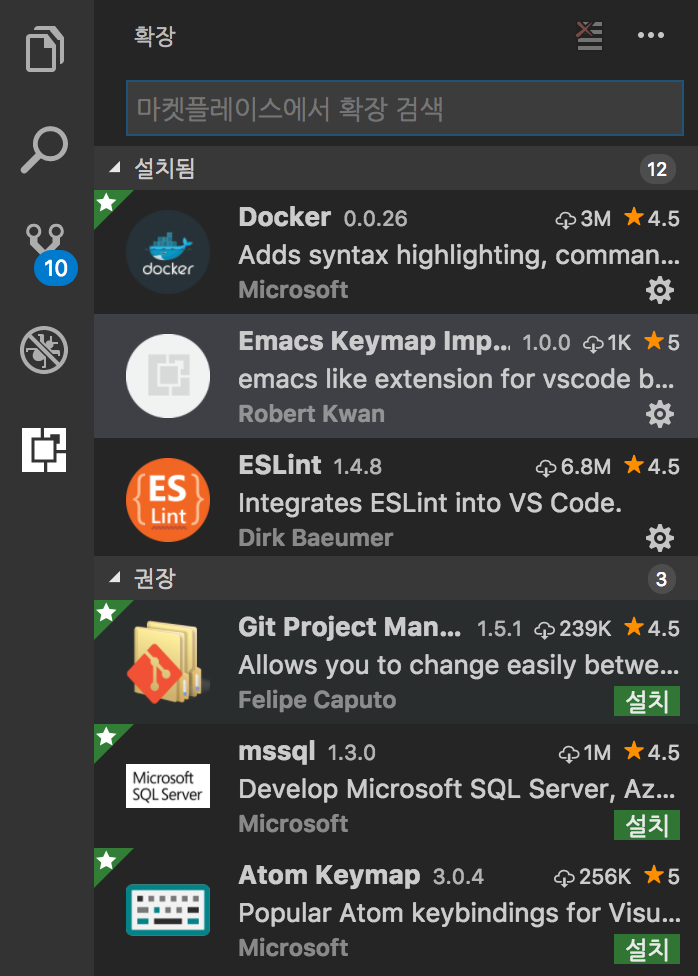 확장
마켓플레이스에서 확장 검색
설치됨 12
Docker 0.0.26 3M 4.5
docker
Adds syntax highlighting, comman...
Microsoft
10
Emacs Keymap Imp... 1.0.0 1K 5
emacs like extension for vscode b...
Robert Kwan
ESLint 1.4.8 6.8M 4.5
{ES Lint}
Integrates ESLint into VS Code.
Dirk Baeumer
권장 3
Git Project Man... 1.5.1 239K 4.5
Allows you to change easily betwe...
Felipe Caputo 설치
mssql 1.3.0 1M 4.5
Microsoft
SQL Server
Develop Microsoft SQL Server, Az...
Microsoft 설치
Atom Keymap 3.0.4 256K 5
Popular Atom keybindings for Visu...
Microsoft 설치